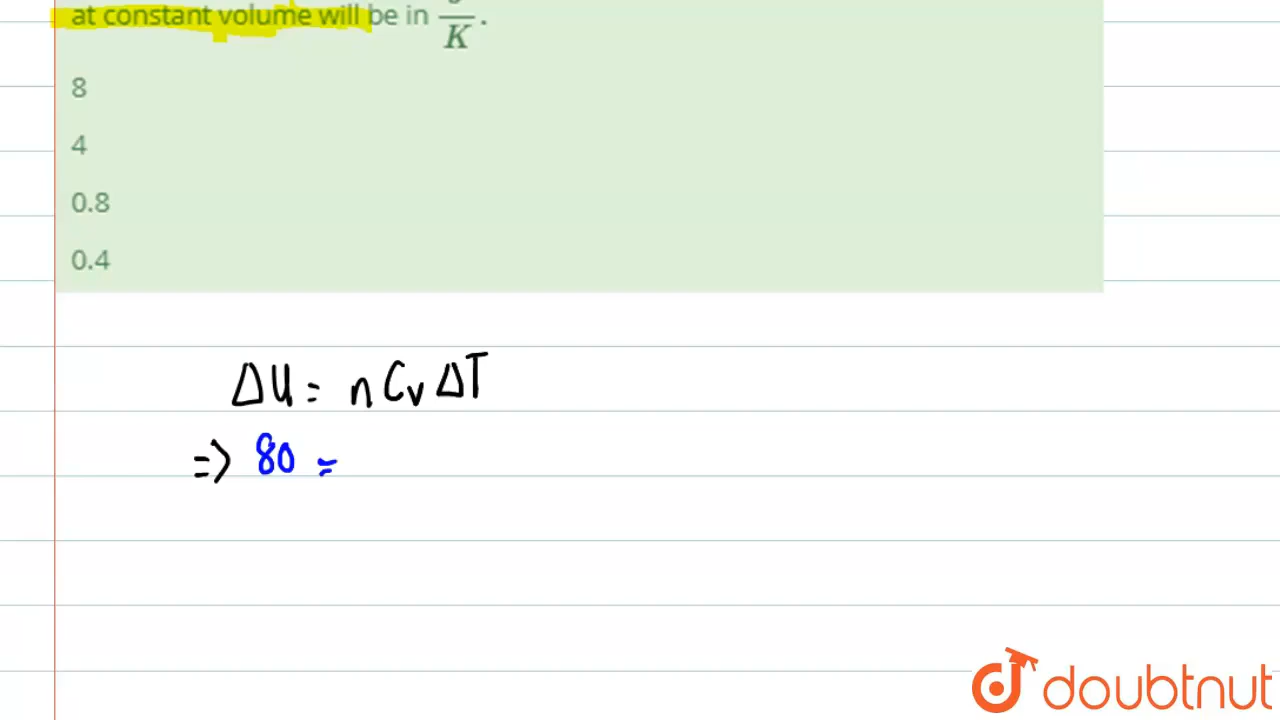 at constant volume will be in J/K.
8
4
0.8
0.4
ΔU = nCvΔT
=> 80 =
doubtnut